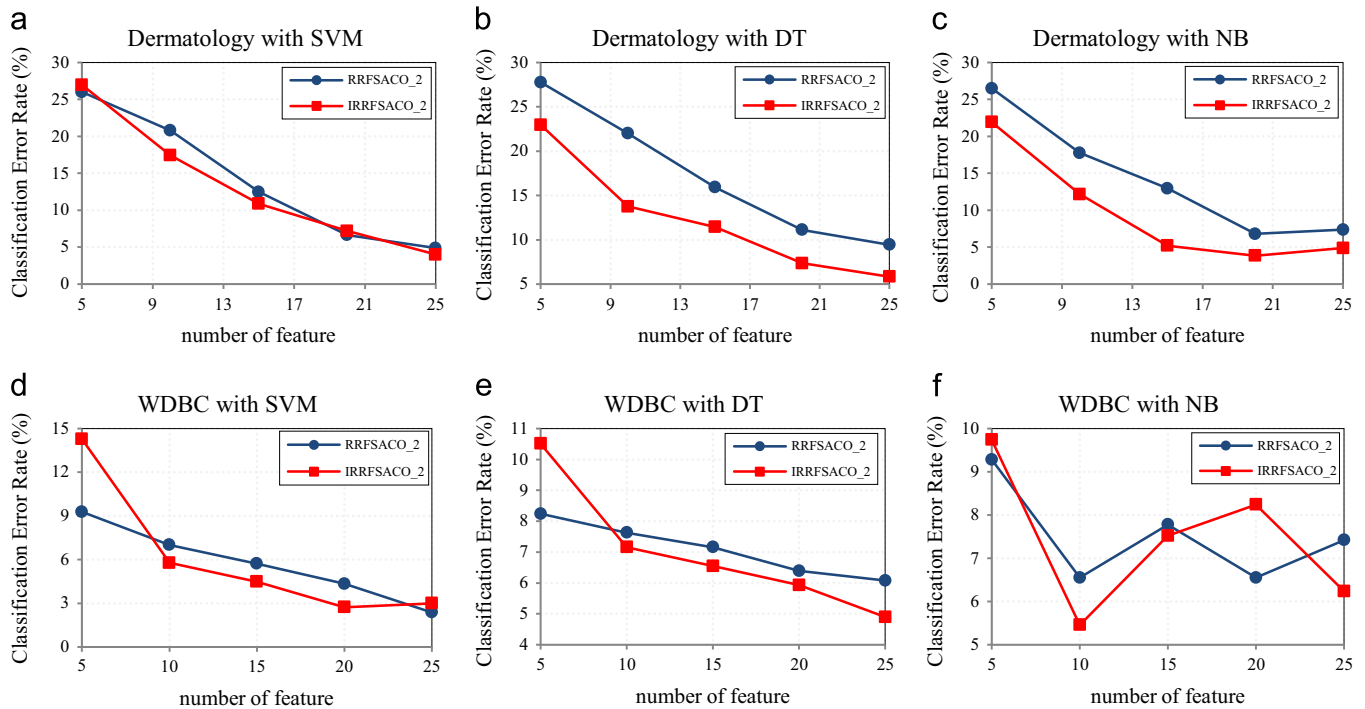 a
Dermatology with SVM
Classification Error Rate (%)
30
25
20
15
10
5
0
RRFSACO_2
IRRFSACO_2
5 9 13 17 21 25
number of feature
b
Dermatology with DT
Classification Error Rate (%)
30
25
20
15
10
5
RRFSACO_2
IRRFSACO_2
5 9 13 17 21 25
number of feature
c
Dermatology with NB
Classification Error Rate (%)
30
25
20
15
10
5
0
RRFSACO_2
IRRFSACO_2
5 9 13 17 21 25
number of feature
d
WDBC with SVM
Classification Error Rate (%)
15
12
9
6
3
0
RRFSACO_2
IRRFSACO_2
5 10 15 20 25
number of feature
e
WDBC with DT
Classification Error Rate (%)
11
10
9
8
7
6
5
4
RRFSACO_2
IRRFSACO_2
5 10 15 20 25
number of feature
f
WDBC with NB
Classification Error Rate (%)
10
9
8
7
6
5
RRFSACO_2
IRRFSACO_2
5 10 15 20 25
number of feature